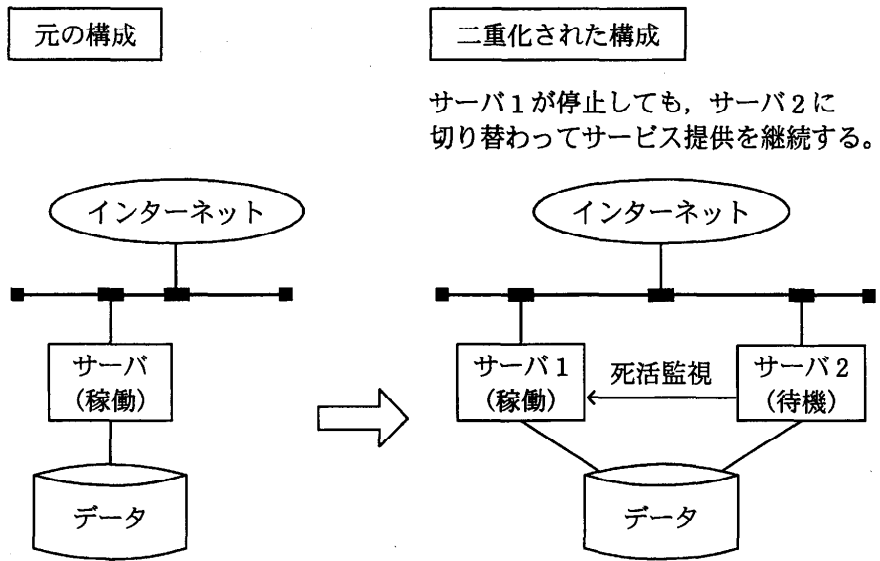 元の構成
二重化された構成
サーバ1が停止しても，サーバ2に
切り替わってサービス提供を継続する。
インターネット
サーバ
（稼働）
データ
インターネット
サーバ1
（稼働）
死活監視
サーバ2
（待機）
データ